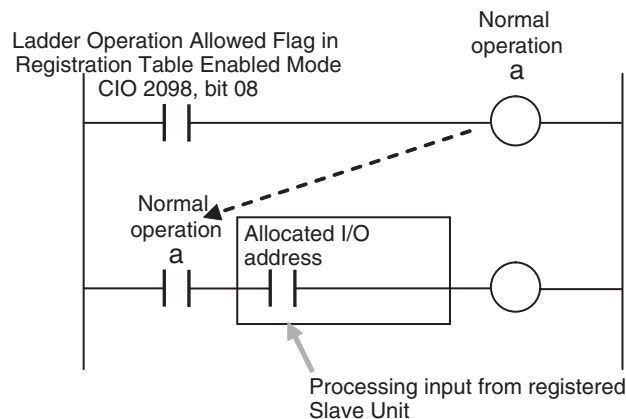 Normal
operation
a
Ladder Operation Allowed Flag in
Registration Table Enabled Mode
CIO 2098, bit 08
Normal
operation
a
Allocated I/O
address
Processing input from registered
Slave Unit